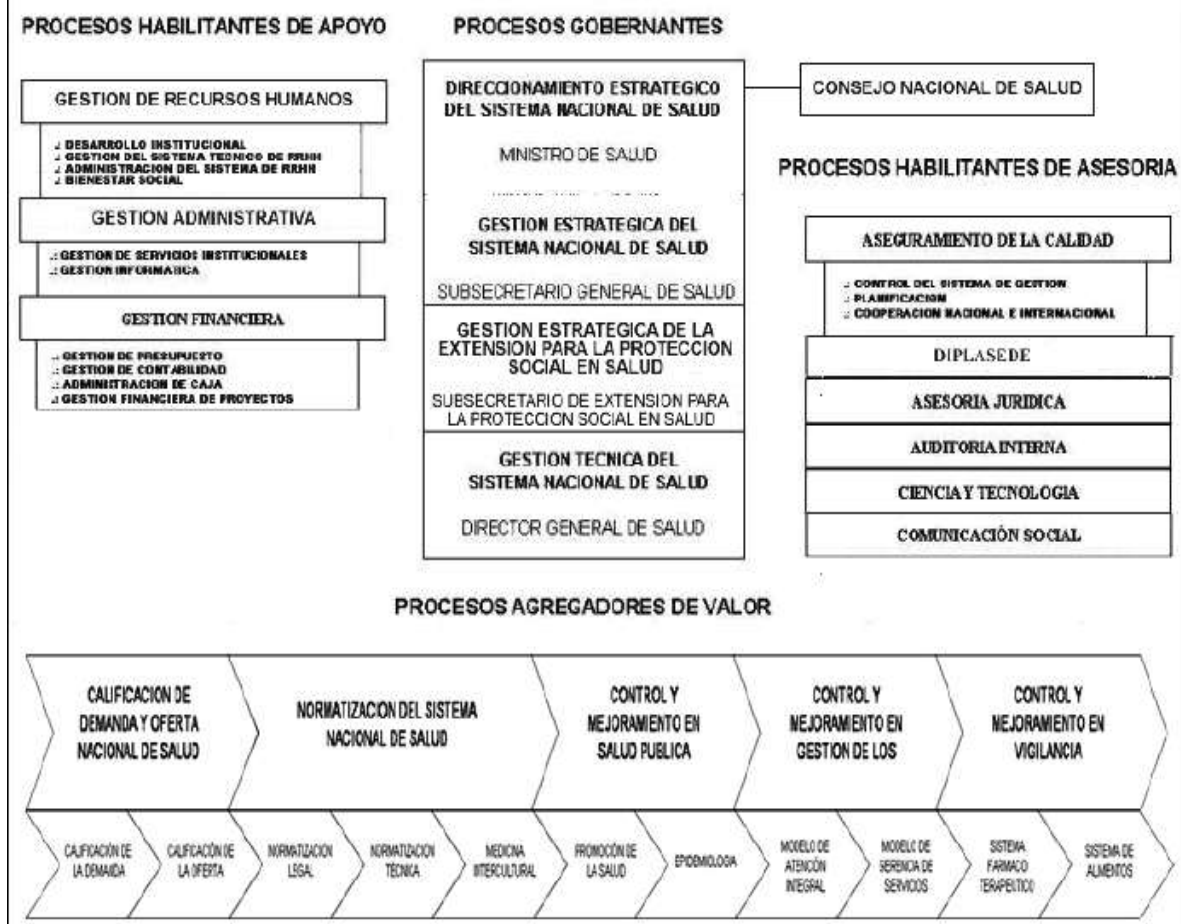 PROCESOS HABILITANTES DE APOYO
GESTION DE RECURSOS HUMANOS
.: DESARROLLO INSTITUCIONAL
.: GESTION DEL SISTEMA TECNICO DE RRHH
.: ADMINISTRACION DEL SISTEMA DE RRHH
.: BIENESTAR SOCIAL
GESTION ADMINISTRATIVA
.: GESTION DE SERVICIOS INSTITUCIONALES
.: GESTION INFORMATICA
GESTION FINANCIERA
.: GESTION DE PRESUPUESTO
.: GESTION DE CONTABILIDAD
.: ADMINISTRACION DE CAJA
.: GESTION FINANCIERA DE PROYECTOS
PROCESOS GOBERNANTES
DIRECCIONAMIENTO ESTRATEGICO
DEL SISTEMA NACIONAL DE SALUD
MINISTRO DE SALUD
GESTION ESTRATEGICA DEL
SISTEMA NACIONAL DE SALUD
SUBSECRETARIO GENERAL DE SALUD
GESTION ESTRATEGICA DE LA
EXTENSION PARA LA PROTECCION
SOCIAL EN SALUD
SUBSECRETARIO DE EXTENSION PARA
LA PROTECCION SOCIAL EN SALUD
GESTION TECNICA DEL
SISTEMA NACIONAL DE SALUD
DIRECTOR GENERAL DE SALUD
CONSEJO NACIONAL DE SALUD
PROCESOS HABILITANTES DE ASESORIA
ASEGURAMIENTO DE LA CALIDAD
.: CONTROL DEL SISTEMA DE GESTION
.: PLANIFICACION
.: COOPERACION NACIONAL E INTERNACIONAL
DIPLASEDE
ASESORIA JURIDICA
AUDITORIA INTERNA
CIENCIA Y TECNOLOGIA
COMUNICACIÓN SOCIAL
PROCESOS AGREGADORES DE VALOR
CALIFICACION DE
DEMANDA Y OFERTA
NACIONAL DE SALUD
NORMATIZACION DEL SISTEMA
NACIONAL DE SALUD
CONTROL Y
MEJORAMIENTO EN
SALUD PUBLICA
CONTROL Y
MEJORAMIENTO EN
GESTION DE LOS
CONTROL Y
MEJORAMIENTO EN
VIGILANCIA
CALIFICACIÓN DE
LA DEMANDA
CALIFICACIÓN DE
LA OFERTA
NORMATIZACION
LEGAL
NORMATIZACION
TÉCNICA
MEDICINA
INTERCULTURAL
PROMOCIÓN DE
LA SALUD
EPIDEMIOLOGIA
MODELO DE
ATENCIÓN
INTEGRAL
MODELO DE
GERENCIA DE
SERVICIOS
SISTEMA
FARMACO
TERAPEUTICO
SISTEMA DE
ALIMENTOS